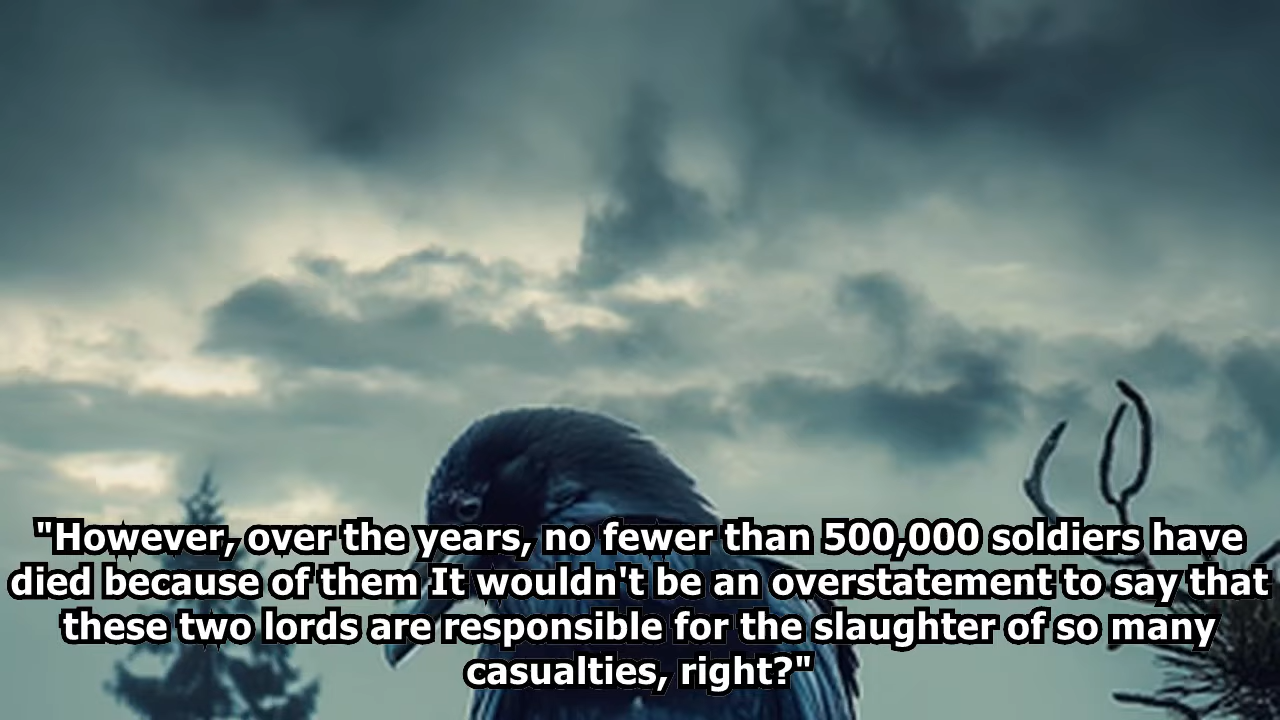 "However, over the years, no fewer than 500,000 soldiers have
died because of them It wouldn't be an overstatement to say that
these two lords are responsible for the slaughter of so many
casualties, right?"